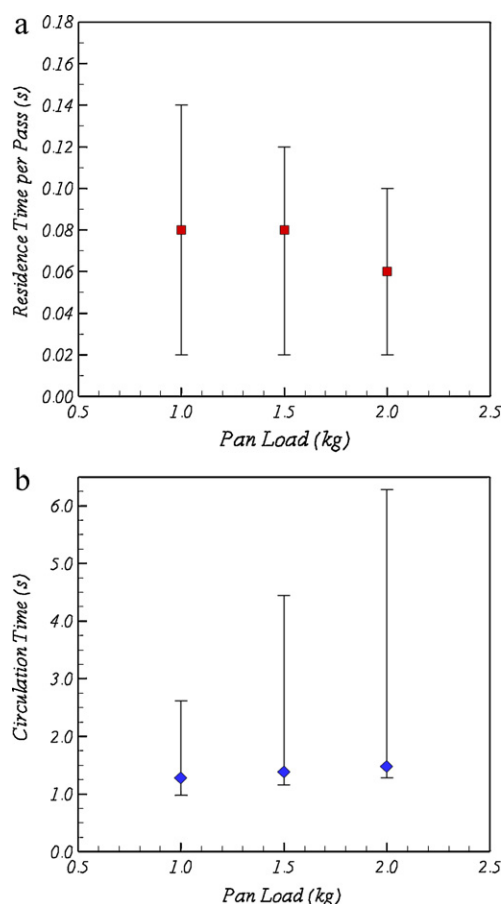 a
0.18
0.16
0.14
0.12
0.10
0.08
0.06
0.04
0.02
0.00
Residence Time per Pass (s)
0.5 1.0 1.5 2.0 2.5
Pan Load (kg)
b
6.0
5.0
4.0
3.0
2.0
1.0
0.0
Circulation Time (s)
0.5 1.0 1.5 2.0 2.5
Pan Load (kg)